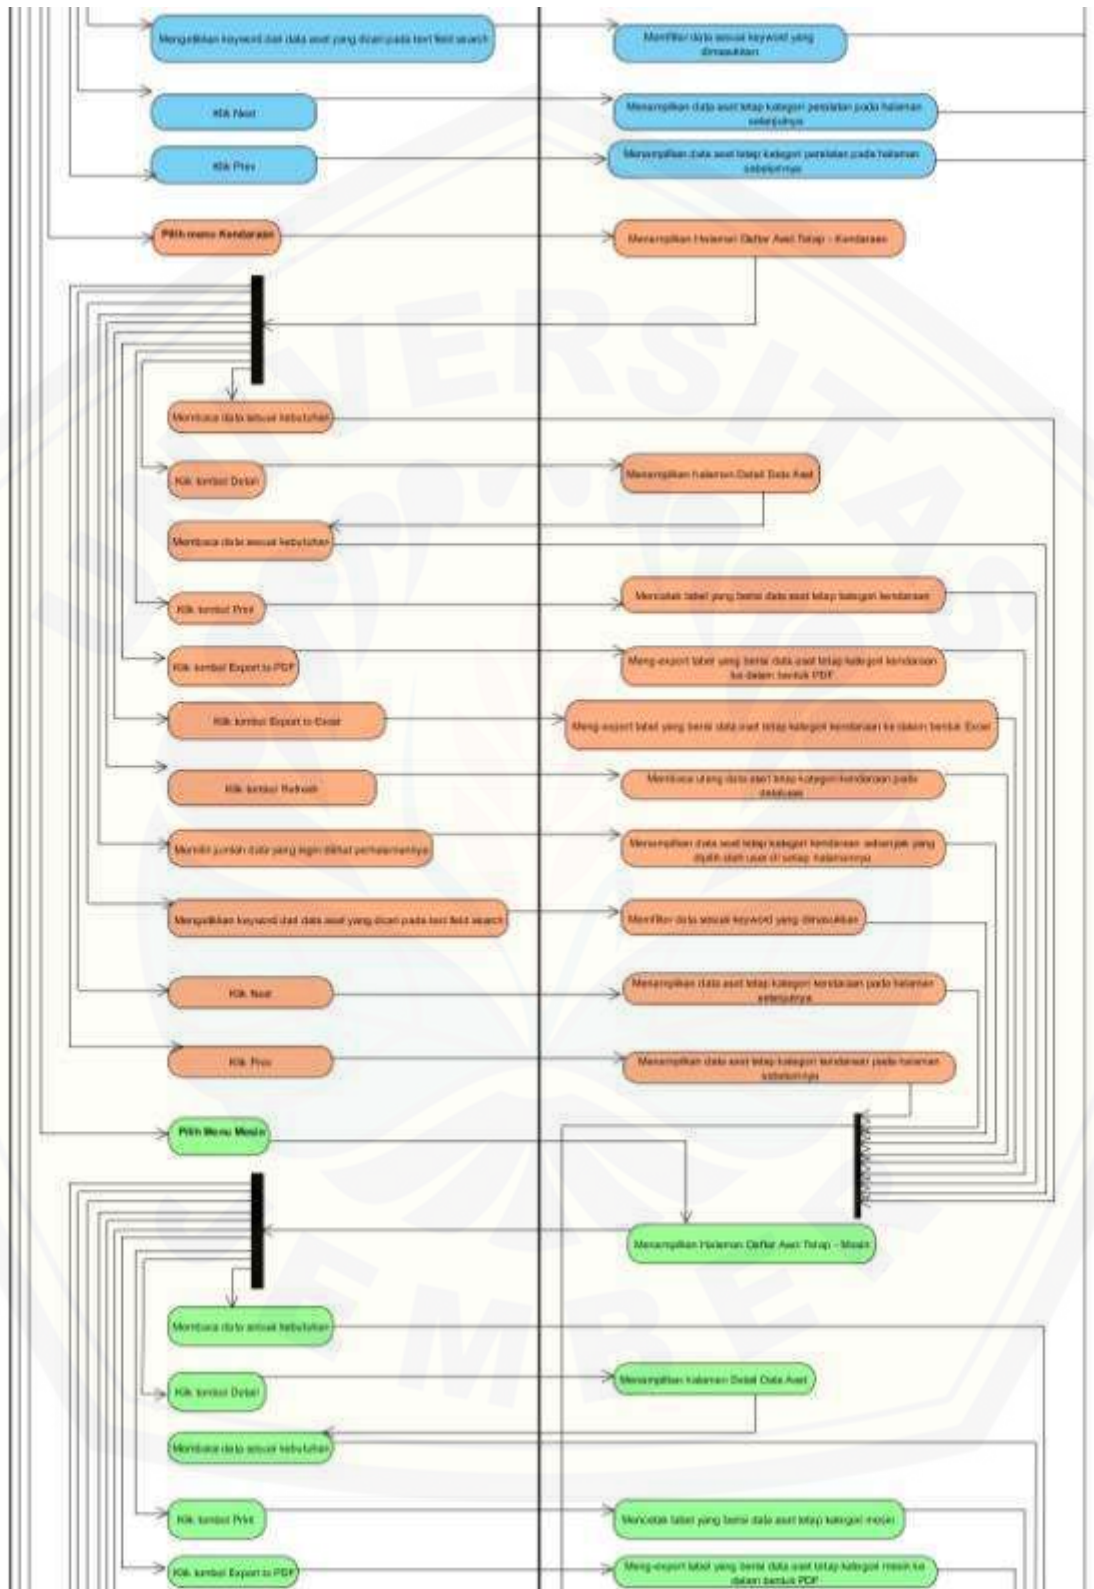 Mengetikkan keyword dari data aset yang dicari pada text field search
Memfilter data sesuai keyword yang
dimasukkan
Klik Next
Menampilkan data aset tetap kategori peralatan pada halaman
selanjutnya
Klik Prev
Menampilkan data aset tetap kategori peralatan pada halaman
sebelumnya
Pilih menu Kendaraan
Menampilkan Halaman Daftar Aset Tetap - Kendaraan
UNIVERSITAS
Membaca data sesuai kebutuhan
Klik tombol Detail
Menampilkan halaman Detail Data Aset
Membaca data sesuai kebutuhan
Klik tombol Print
Mencetak tabel yang berisi data aset tetap kategori kendaraan
Klik tombol Export to PDF
Meng-export tabel yang berisi data aset tetap kategori kendaraan
ke dalam bentuk PDF
Klik tombol Export to Excel
Meng-export tabel yang berisi data aset tetap kategori kendaraan ke dalam bentuk Excel
Klik tombol Refresh
Membaca ulang data aset tetap kategori kendaraan pada
database
Memilih jumlah data yang ingin dilihat perhalamannya
Menampilkan data aset tetap kategori kendaraan sebanyak yang
dipilih oleh user di setiap halamannya
Mengetikkan keyword dari data aset yang dicari pada text field search
Memfilter data sesuai keyword yang dimasukkan
Klik Next
Menampilkan data aset tetap kategori kendaraan pada halaman
selanjutnya
Klik Prev
Menampilkan data aset tetap kategori kendaraan pada halaman
sebelumnya
Pilih Menu Mesin
Menampilkan Halaman Daftar Aset Tetap - Mesin
JEMBER
Membaca data sesuai kebutuhan
Klik tombol Detail
Menampilkan halaman Detail Data Aset
Membaca data sesuai kebutuhan
Klik tombol Print
Mencetak tabel yang berisi data aset tetap kategori mesin
Klik tombol Export to PDF
Meng-export tabel yang berisi data aset tetap kategori mesin ke
dalam bentuk PDF